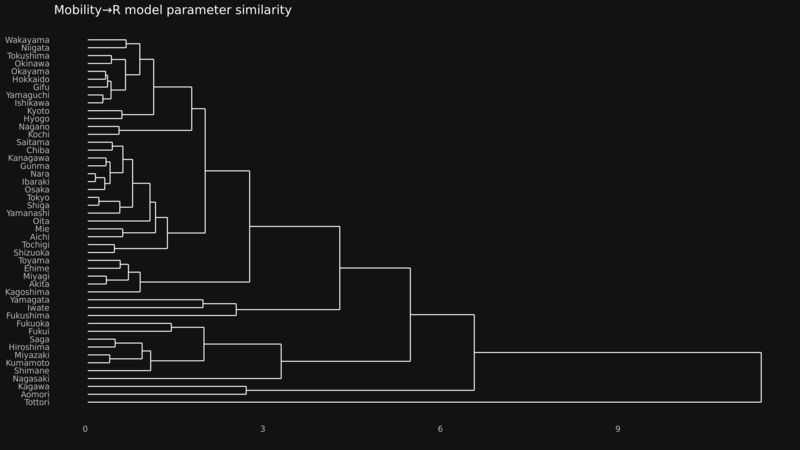 Mobility→R model parameter similarity
Wakayama
Niigata
Tokushima
Okinawa
Okayama
Hokkaido
Gifu
Yamaguchi
Ishikawa
Kyoto
Hyogo
Nagano
Kochi
Saitama
Chiba
Kanagawa
Gunma
Nara
Ibaraki
Osaka
Tokyo
Shiga
Yamanashi
Oita
Mie
Aichi
Tochigi
Shizuoka
Toyama
Ehime
Miyagi
Akita
Kagoshima
Yamagata
Iwate
Fukushima
Fukuoka
Fukui
Saga
Hiroshima
Miyazaki
Kumamoto
Shimane
Nagasaki
Kagawa
Aomori
Tottori
0 3 6 9